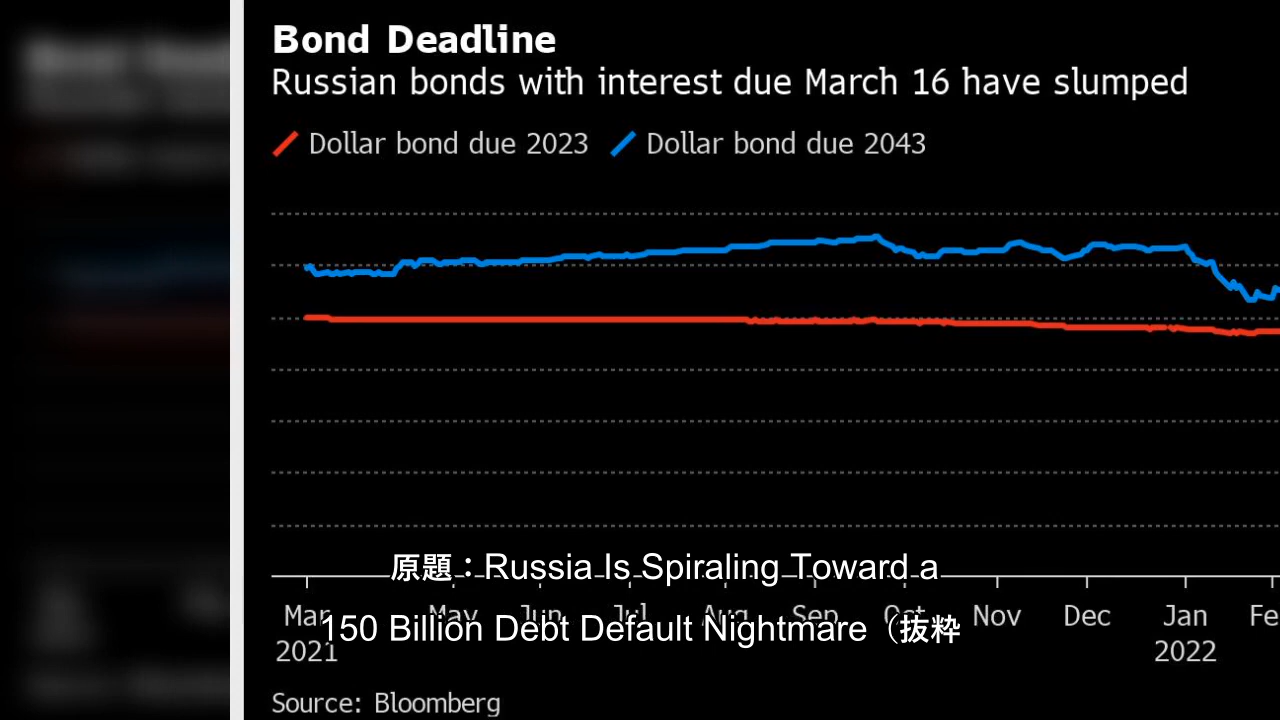 Bond Deadline
Russian bonds with interest due March 16 have slumped
Dollar bond due 2023 Dollar bond due 2043
原題：Russia Is Spiraling Toward a
150 Billion Debt Default Nightmare（抜粋
Mar May Jun Jul Aug Sep Oct Nov Dec Jan Fe
2021 2022
Source: Bloomberg